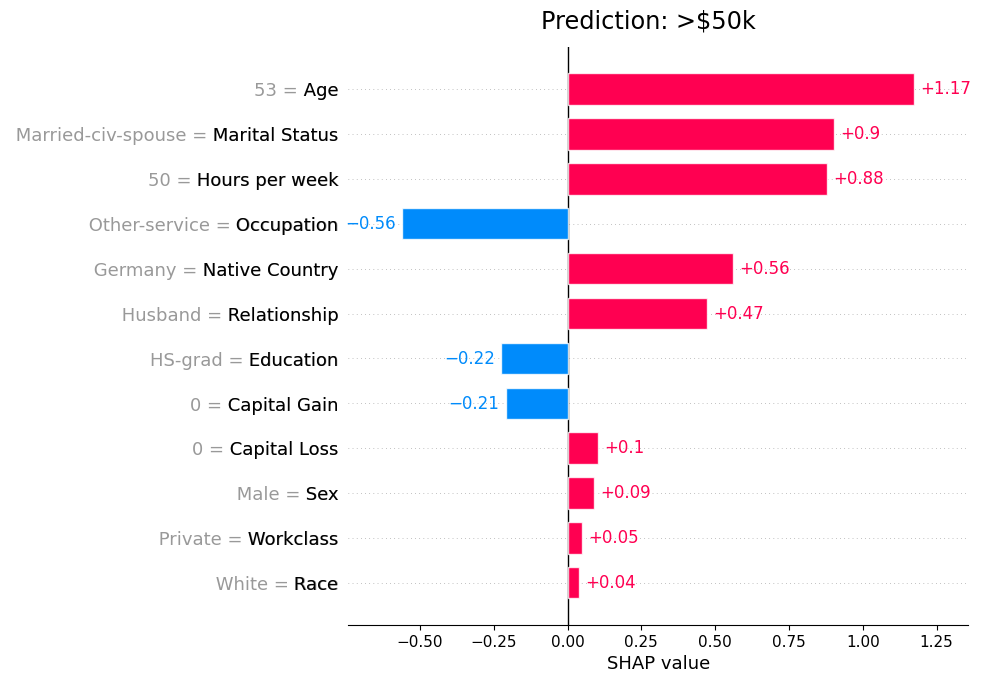 Prediction: >$50k
53 = Age
+1.17
Married-civ-spouse = Marital Status
+0.9
50 = Hours per week
+0.88
Other-service = Occupation
−0.56
Germany = Native Country
+0.56
Husband = Relationship
+0.47
HS-grad = Education
−0.22
0 = Capital Gain
−0.21
0 = Capital Loss
+0.1
Male = Sex
+0.09
Private = Workclass
+0.05
White = Race
+0.04
−0.50 −0.25 0.00 0.25 0.50 0.75 1.00 1.25
SHAP value